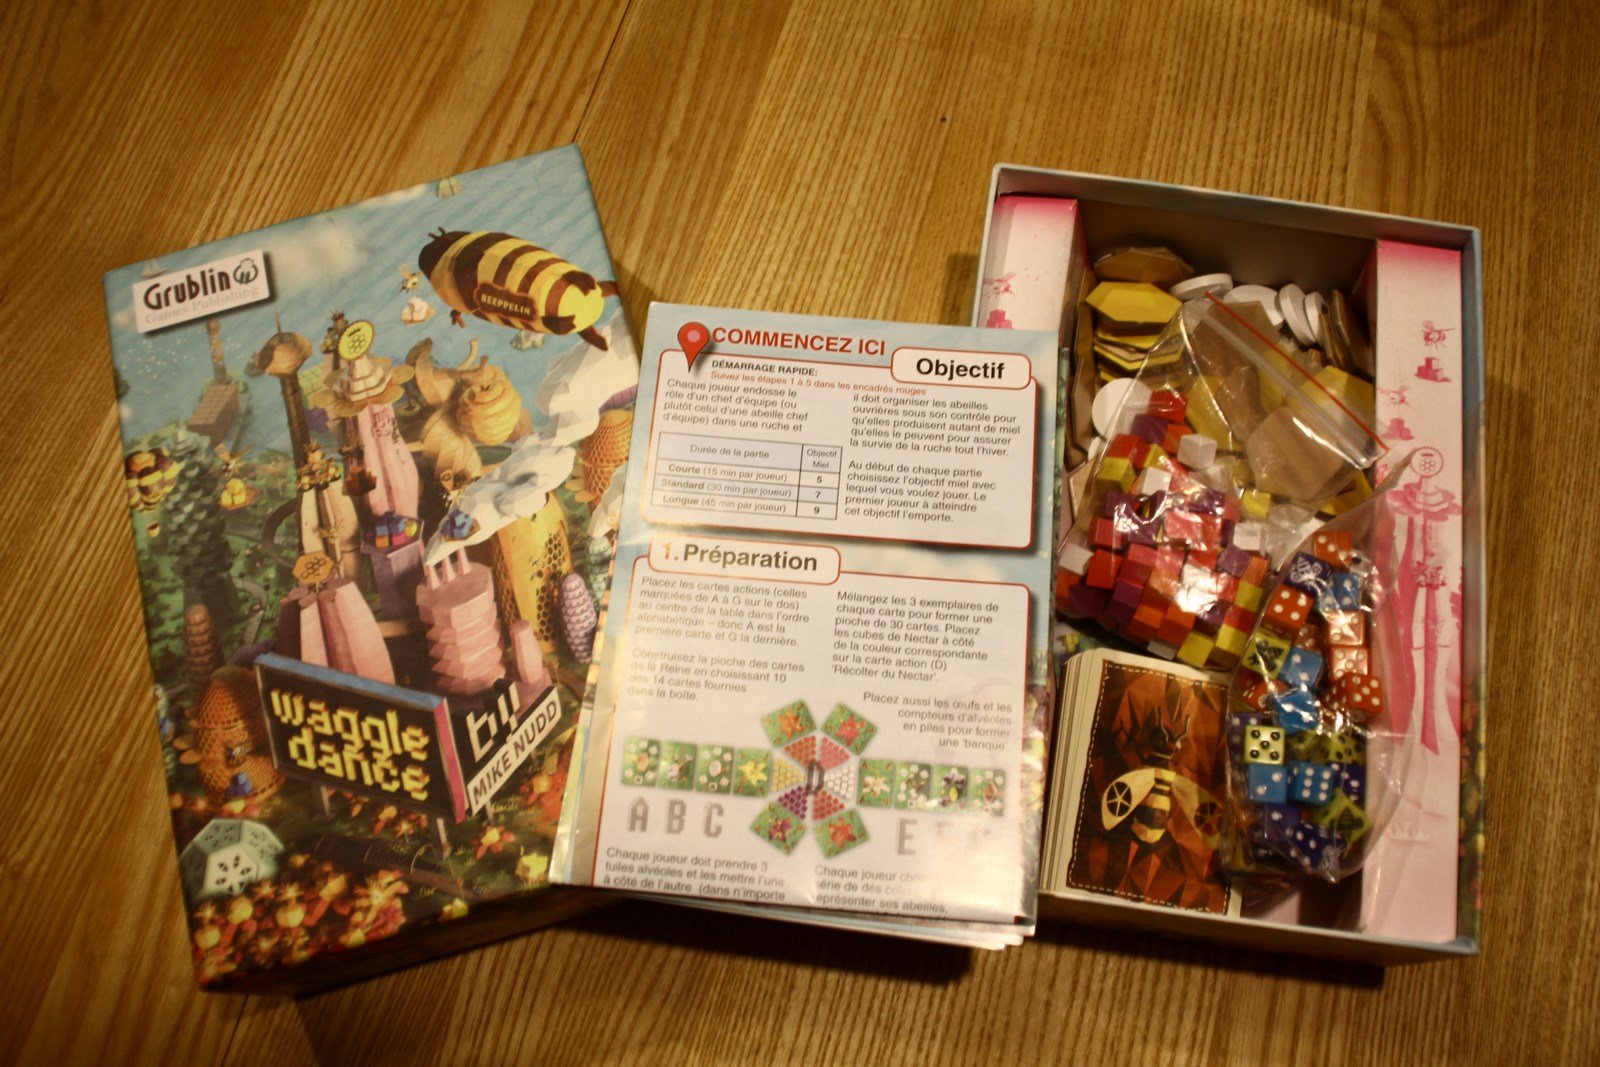 Grublin
Games Publishing
BEEPPELIN
waggle
dance
by
MIKE NUDD
COMMENCEZ ICI
Objectif
DÉMARRAGE RAPIDE:
Suivez les étapes 1 à 5 dans les encadrés rouges
Chaque joueur endosse le
rôle d'un chef d'équipe (ou
plutôt celui d'une abeille chef
d'équipe) dans une ruche et
il doit organiser les abeilles
ouvrières sous son contrôle pour
qu'elles produisent autant de miel
qu'elles le peuvent pour assurer
la survie de la ruche tout l'hiver.
Durée de la partie Objectif Miel
Courte (15 min par joueur) 5
Standard (30 min par joueur) 7
Longue (45 min par joueur) 9
Au début de chaque partie
choisissez l'objectif miel avec
lequel vous voulez jouer. Le
premier joueur à atteindre
cet objectif l'emporte.
1. Préparation
Placez les cartes actions (celles
marquées de A à G sur le dos)
au centre de la table dans l'ordre
alphabétique – donc A est la
première carte et G la dernière.
Construisez la pioche des cartes
de la Reine en choisissant 10
des 14 cartes fournies
dans la boîte.
Mélangez les 3 exemplaires de
chaque carte pour former une
pioche de 30 cartes. Placez
les cubes de Nectar à côté
de la couleur correspondante
sur la carte action (D)
'Récolter du Nectar'.
Placez aussi les œufs et les
compteurs d'alvéoles
en piles pour former
une 'banque'.
A B C D E F
Chaque joueur doit prendre 3
tuiles alvéoles et les mettre l'une
à côté de l'autre (dans n'importe
Chaque joueur
série de dés
représenter ses abeilles,